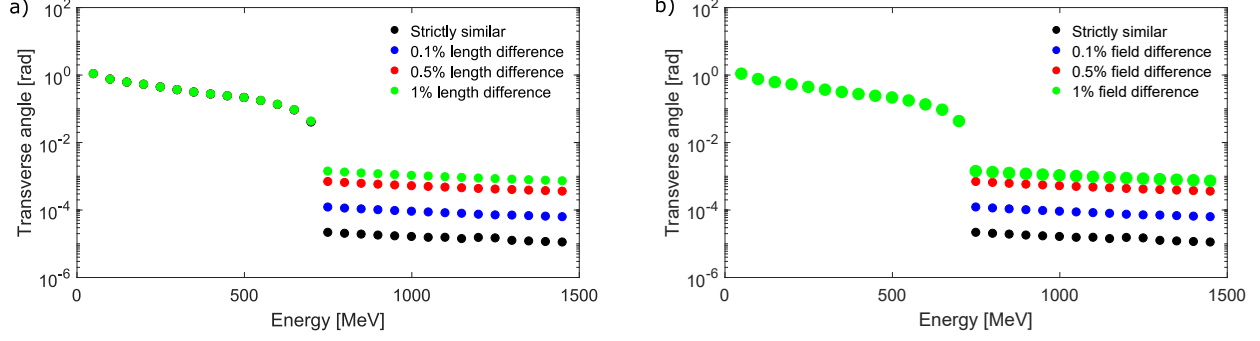 a)
Transverse angle [rad]
10^2
10^0
10^-2
10^-4
10^-6
Strictly similar
0.1% length difference
0.5% length difference
1% length difference
0
500
1000
1500
Energy [MeV]
b)
Transverse angle [rad]
10^2
10^0
10^-2
10^-4
10^-6
Strictly similar
0.1% field difference
0.5% field difference
1% field difference
0
500
1000
1500
Energy [MeV]